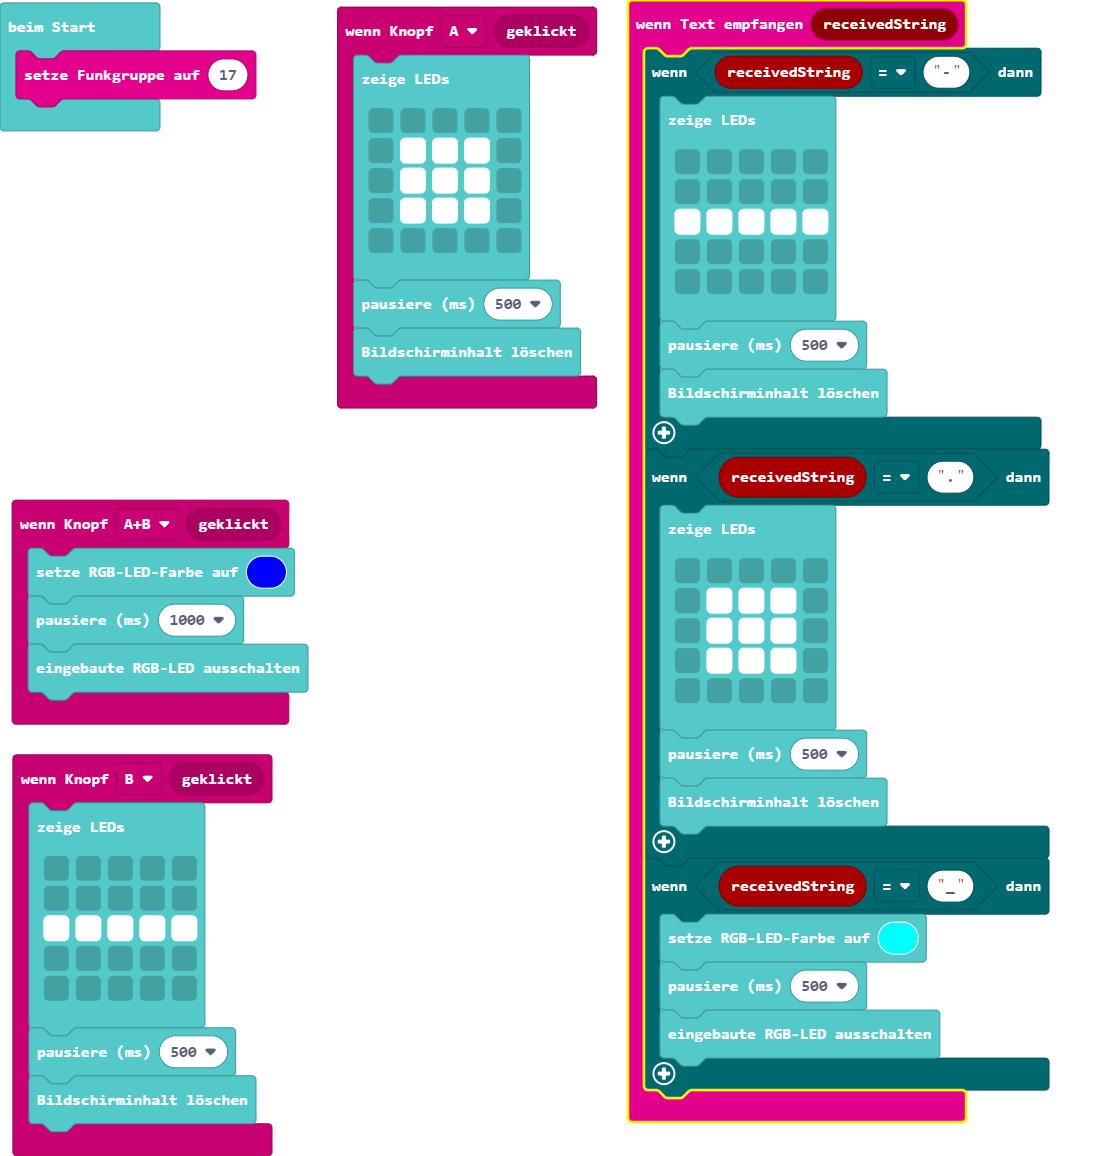 beim Start
setze Funkgruppe auf 17
wenn Knopf A geklickt
zeige LEDs
pausiere (ms) 500
Bildschirminhalt löschen
wenn Knopf A+B geklickt
setze RGB-LED-Farbe auf
pausiere (ms) 1000
eingebaute RGB-LED ausschalten
wenn Knopf B geklickt
zeige LEDs
pausiere (ms) 500
Bildschirminhalt löschen
wenn Text empfangen receivedString
wenn receivedString = "-" dann
zeige LEDs
pausiere (ms) 500
Bildschirminhalt löschen
wenn receivedString = "." dann
zeige LEDs
pausiere (ms) 500
Bildschirminhalt löschen
wenn receivedString = "_" dann
setze RGB-LED-Farbe auf
pausiere (ms) 500
eingebaute RGB-LED ausschalten